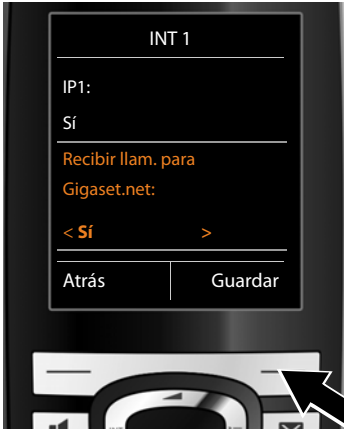 INT 1
IP1:
Sí
Recibir llam. para
Gigaset.net:
< Sí >
Atrás Guardar